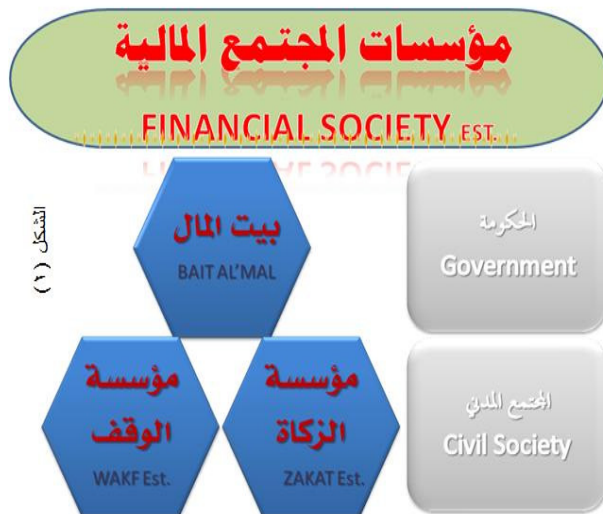 مؤسسات المجتمع المالية
FINANCIAL SOCIETY EST.
الشكل (٢)
بيت المال
BAIT AL'MAL
الحكومة
Government
مؤسسة
الوقف
WAKF Est.
مؤسسة
الزكاة
ZAKAT Est.
المجتمع المدني
Civil Society